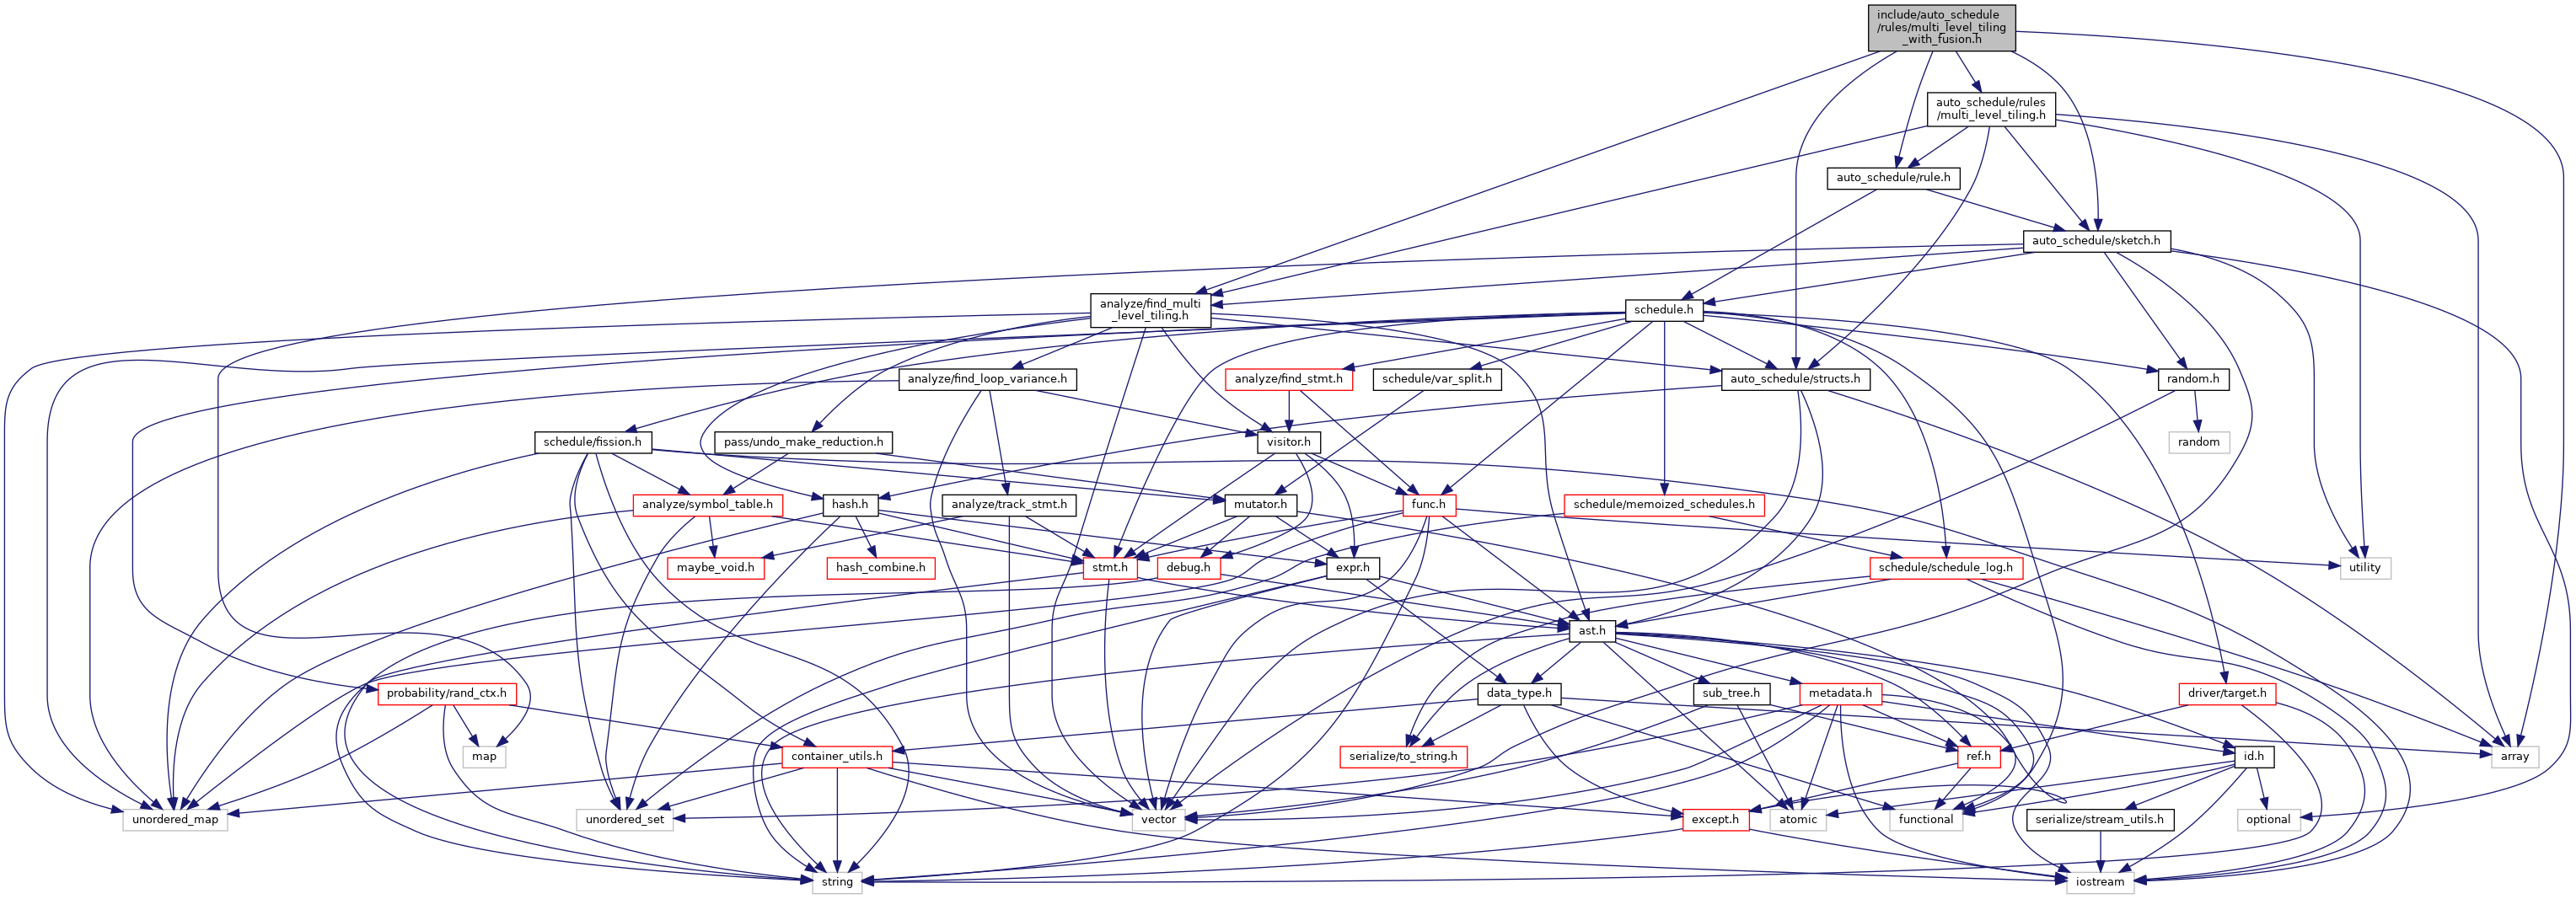 include/auto_schedule
/rules/multi_level_tiling
_with_fusion.h
auto_schedule/rules
/multi_level_tiling.h
auto_schedule/rule.h
auto_schedule/sketch.h
analyze/find_multi
_level_tiling.h
schedule.h
analyze/find_loop_variance.h
analyze/find_stmt.h
schedule/var_split.h
auto_schedule/structs.h
random.h
schedule/fission.h
pass/undo_make_reduction.h
visitor.h
random
analyze/symbol_table.h
hash.h
analyze/track_stmt.h
mutator.h
func.h
schedule/memoized_schedules.h
maybe_void.h
hash_combine.h
stmt.h
debug.h
expr.h
schedule/schedule_log.h
utility
ast.h
probability/rand_ctx.h
data_type.h
sub_tree.h
metadata.h
driver/target.h
map
container_utils.h
serialize/to_string.h
ref.h
id.h
array
unordered_map
unordered_set
vector
except.h
atomic
functional
serialize/stream_utils.h
optional
string
iostream